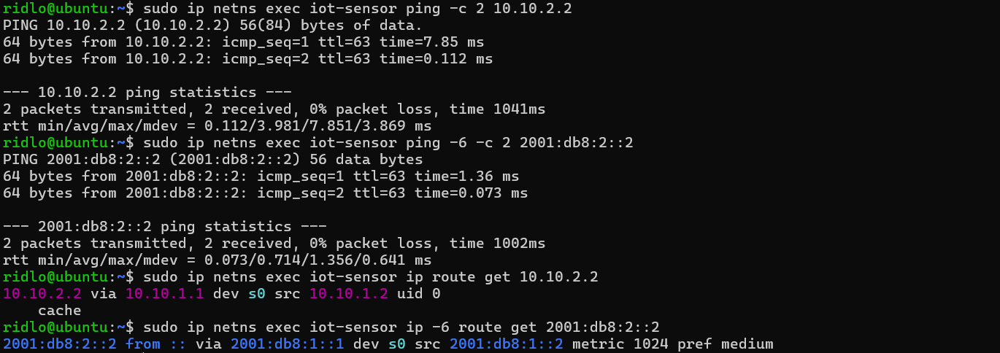 ridlo@ubuntu:~$ sudo ip netns exec iot-sensor ping -c 2 10.10.2.2
PING 10.10.2.2 (10.10.2.2) 56(84) bytes of data.
64 bytes from 10.10.2.2: icmp_seq=1 ttl=63 time=7.85 ms
64 bytes from 10.10.2.2: icmp_seq=2 ttl=63 time=0.112 ms

--- 10.10.2.2 ping statistics ---
2 packets transmitted, 2 received, 0% packet loss, time 1041ms
rtt min/avg/max/mdev = 0.112/3.981/7.851/3.869 ms
ridlo@ubuntu:~$ sudo ip netns exec iot-sensor ping -6 -c 2 2001:db8:2::2
PING 2001:db8:2::2 (2001:db8:2::2) 56 data bytes
64 bytes from 2001:db8:2::2: icmp_seq=1 ttl=63 time=1.36 ms
64 bytes from 2001:db8:2::2: icmp_seq=2 ttl=63 time=0.073 ms

--- 2001:db8:2::2 ping statistics ---
2 packets transmitted, 2 received, 0% packet loss, time 1002ms
rtt min/avg/max/mdev = 0.073/0.714/1.356/0.641 ms
ridlo@ubuntu:~$ sudo ip netns exec iot-sensor ip route get 10.10.2.2
10.10.2.2 via 10.10.1.1 dev s0 src 10.10.1.2 uid 0
    cache
ridlo@ubuntu:~$ sudo ip netns exec iot-sensor ip -6 route get 2001:db8:2::2
2001:db8:2::2 from :: via 2001:db8:1::1 dev s0 src 2001:db8:1::2 metric 1024 pref medium